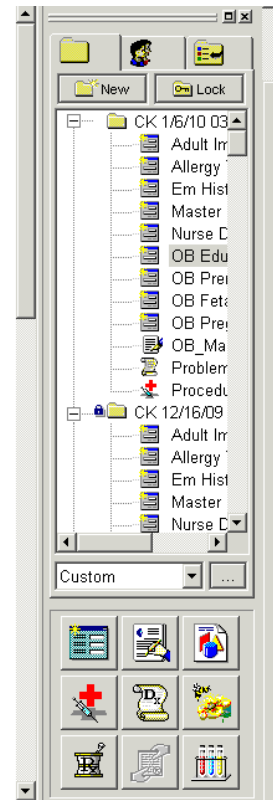 New Lock
CK 1/6/10 03
Adult Im
Allergy
Em Hist
Master
Nurse D
OB Edu
OB Pre
OB Feta
OB Preg
OB_Ma
Problem
Procedu
CK 12/16/09
Adult Im
Allergy
Em Hist
Master
Nurse D
Custom ...